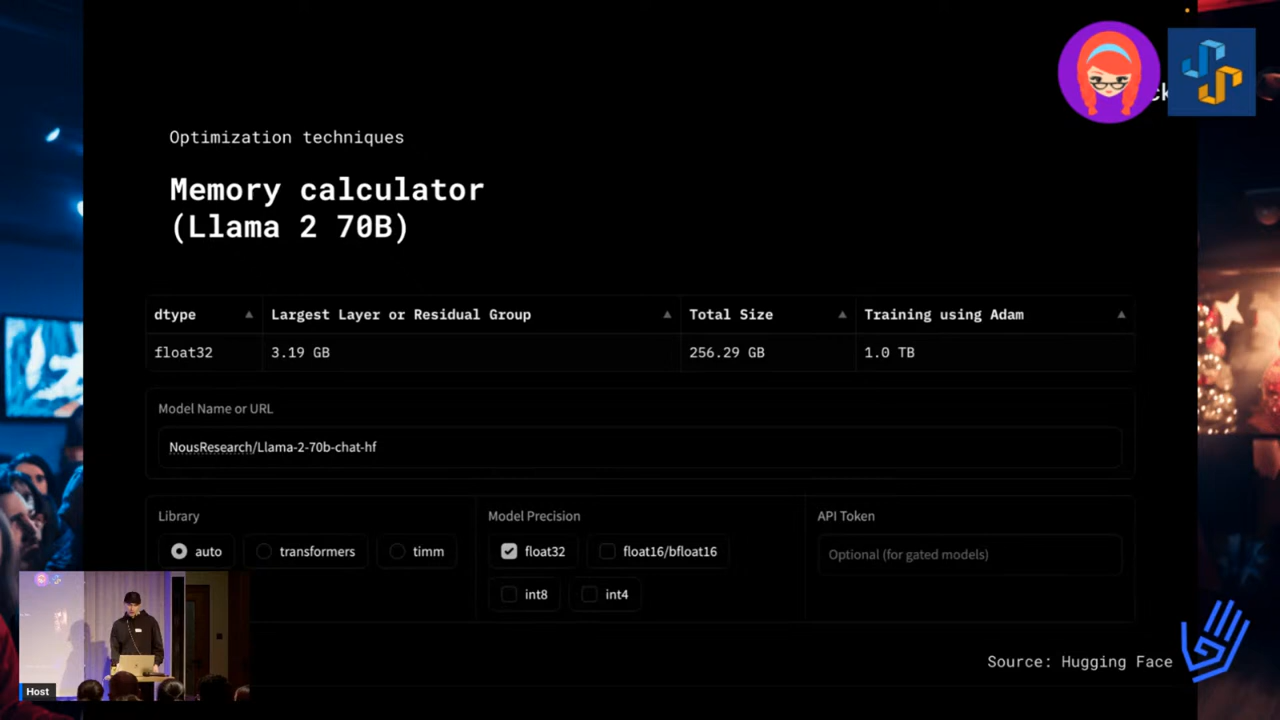 ck
Optimization techniques
Memory calculator
(Llama 2 70B)
dtype Largest Layer or Residual Group Total Size Training using Adam
float32 3.19 GB 256.29 GB 1.0 TB
Model Name or URL
NousResearch/Llama-2-70b-chat-hf
Library Model Precision API Token
auto transformers timm float32 float16/bfloat16 Optional (for gated models)
int8 int4
Source: Hugging Face
Host